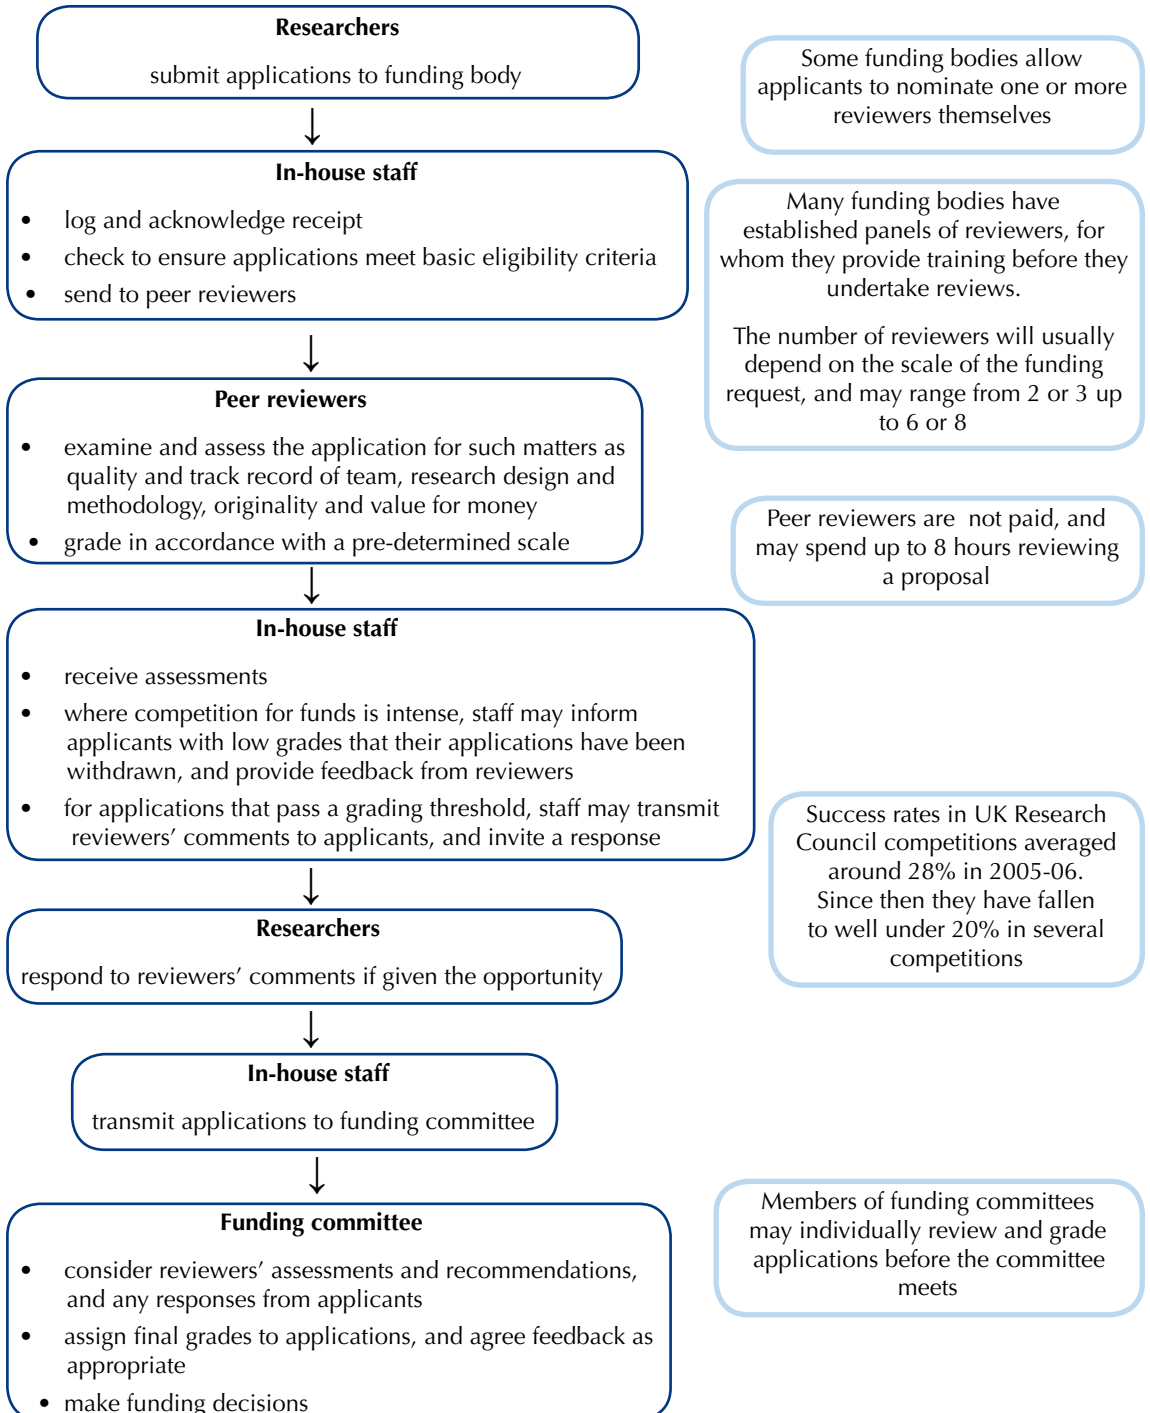 Researchers
submit applications to funding body
Some funding bodies allow
applicants to nominate one or more
reviewers themselves
In-house staff
• log and acknowledge receipt
• check to ensure applications meet basic eligibility criteria
• send to peer reviewers
Many funding bodies have
established panels of reviewers, for
whom they provide training before they
undertake reviews.
The number of reviewers will usually
depend on the scale of the funding
request, and may range from 2 or 3 up
to 6 or 8
Peer reviewers
• examine and assess the application for such matters as
quality and track record of team, research design and
methodology, originality and value for money
• grade in accordance with a pre-determined scale
Peer reviewers are not paid, and
may spend up to 8 hours reviewing
a proposal
In-house staff
• receive assessments
• where competition for funds is intense, staff may inform
applicants with low grades that their applications have been
withdrawn, and provide feedback from reviewers
• for applications that pass a grading threshold, staff may transmit
reviewers’ comments to applicants, and invite a response
Success rates in UK Research
Council competitions averaged
around 28% in 2005-06.
Since then they have fallen
to well under 20% in several
competitions
Researchers
respond to reviewers’ comments if given the opportunity
In-house staff
transmit applications to funding committee
Funding committee
• consider reviewers’ assessments and recommendations,
and any responses from applicants
• assign final grades to applications, and agree feedback as
appropriate
• make funding decisions
Members of funding committees
may individually review and grade
applications before the committee
meets